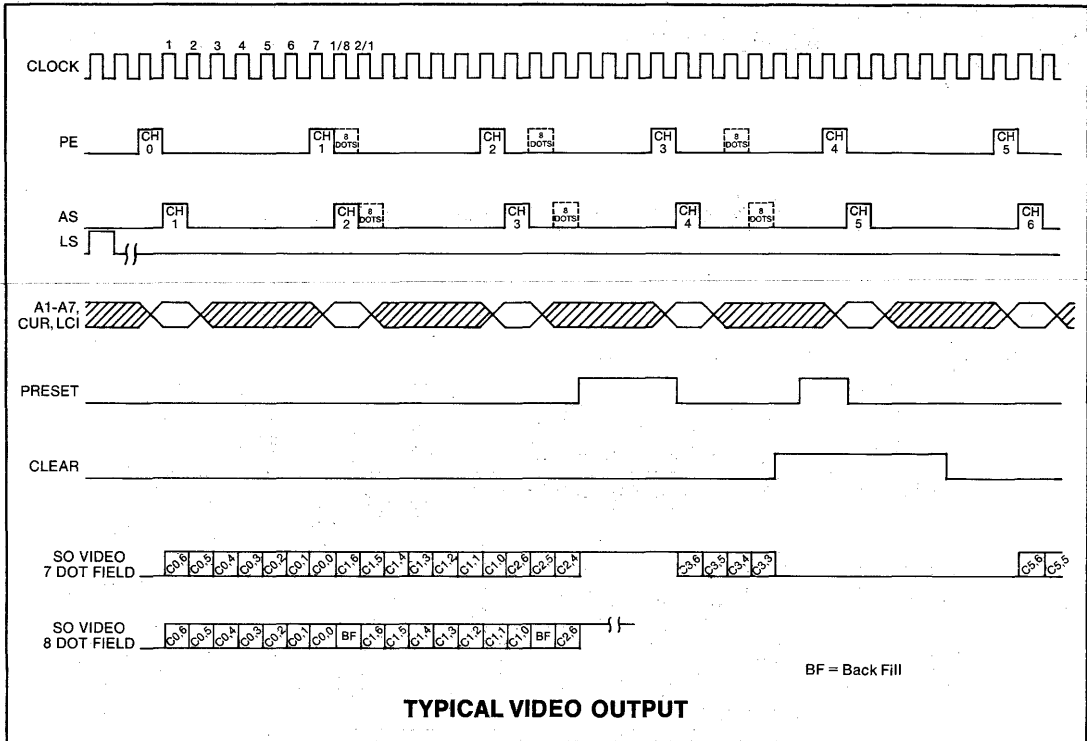 1 2 3 4 5 6 7 1/8 2/1
CLOCK
PE
CH 0
CH 1
8 DOTS
CH 2
8 DOTS
CH 3
8 DOTS
CH 4
CH 5
AS
CH 1
CH 2
8 DOTS
CH 3
8 DOTS
CH 4
8 DOTS
CH 5
CH 6
LS
A1-A7,
CUR, LCI
PRESET
CLEAR
SO VIDEO
7 DOT FIELD
C0,6 C0,5 C0,4 C0,3 C0,2 C0,1 C0,0 C1,6 C1,5 C1,4 C1,3 C1,2 C1,1 C1,0 C2,6 C2,5 C2,4 C3,6 C3,5 C3,4 C3,3 C5,6 C5,5
SO VIDEO
8 DOT FIELD
C0,6 C0,5 C0,4 C0,3 C0,2 C0,1 C0,0 BF C1,6 C1,5 C1,4 C1,3 C1,2 C1,1 C1,0 BF C2,6
BF = Back Fill
TYPICAL VIDEO OUTPUT